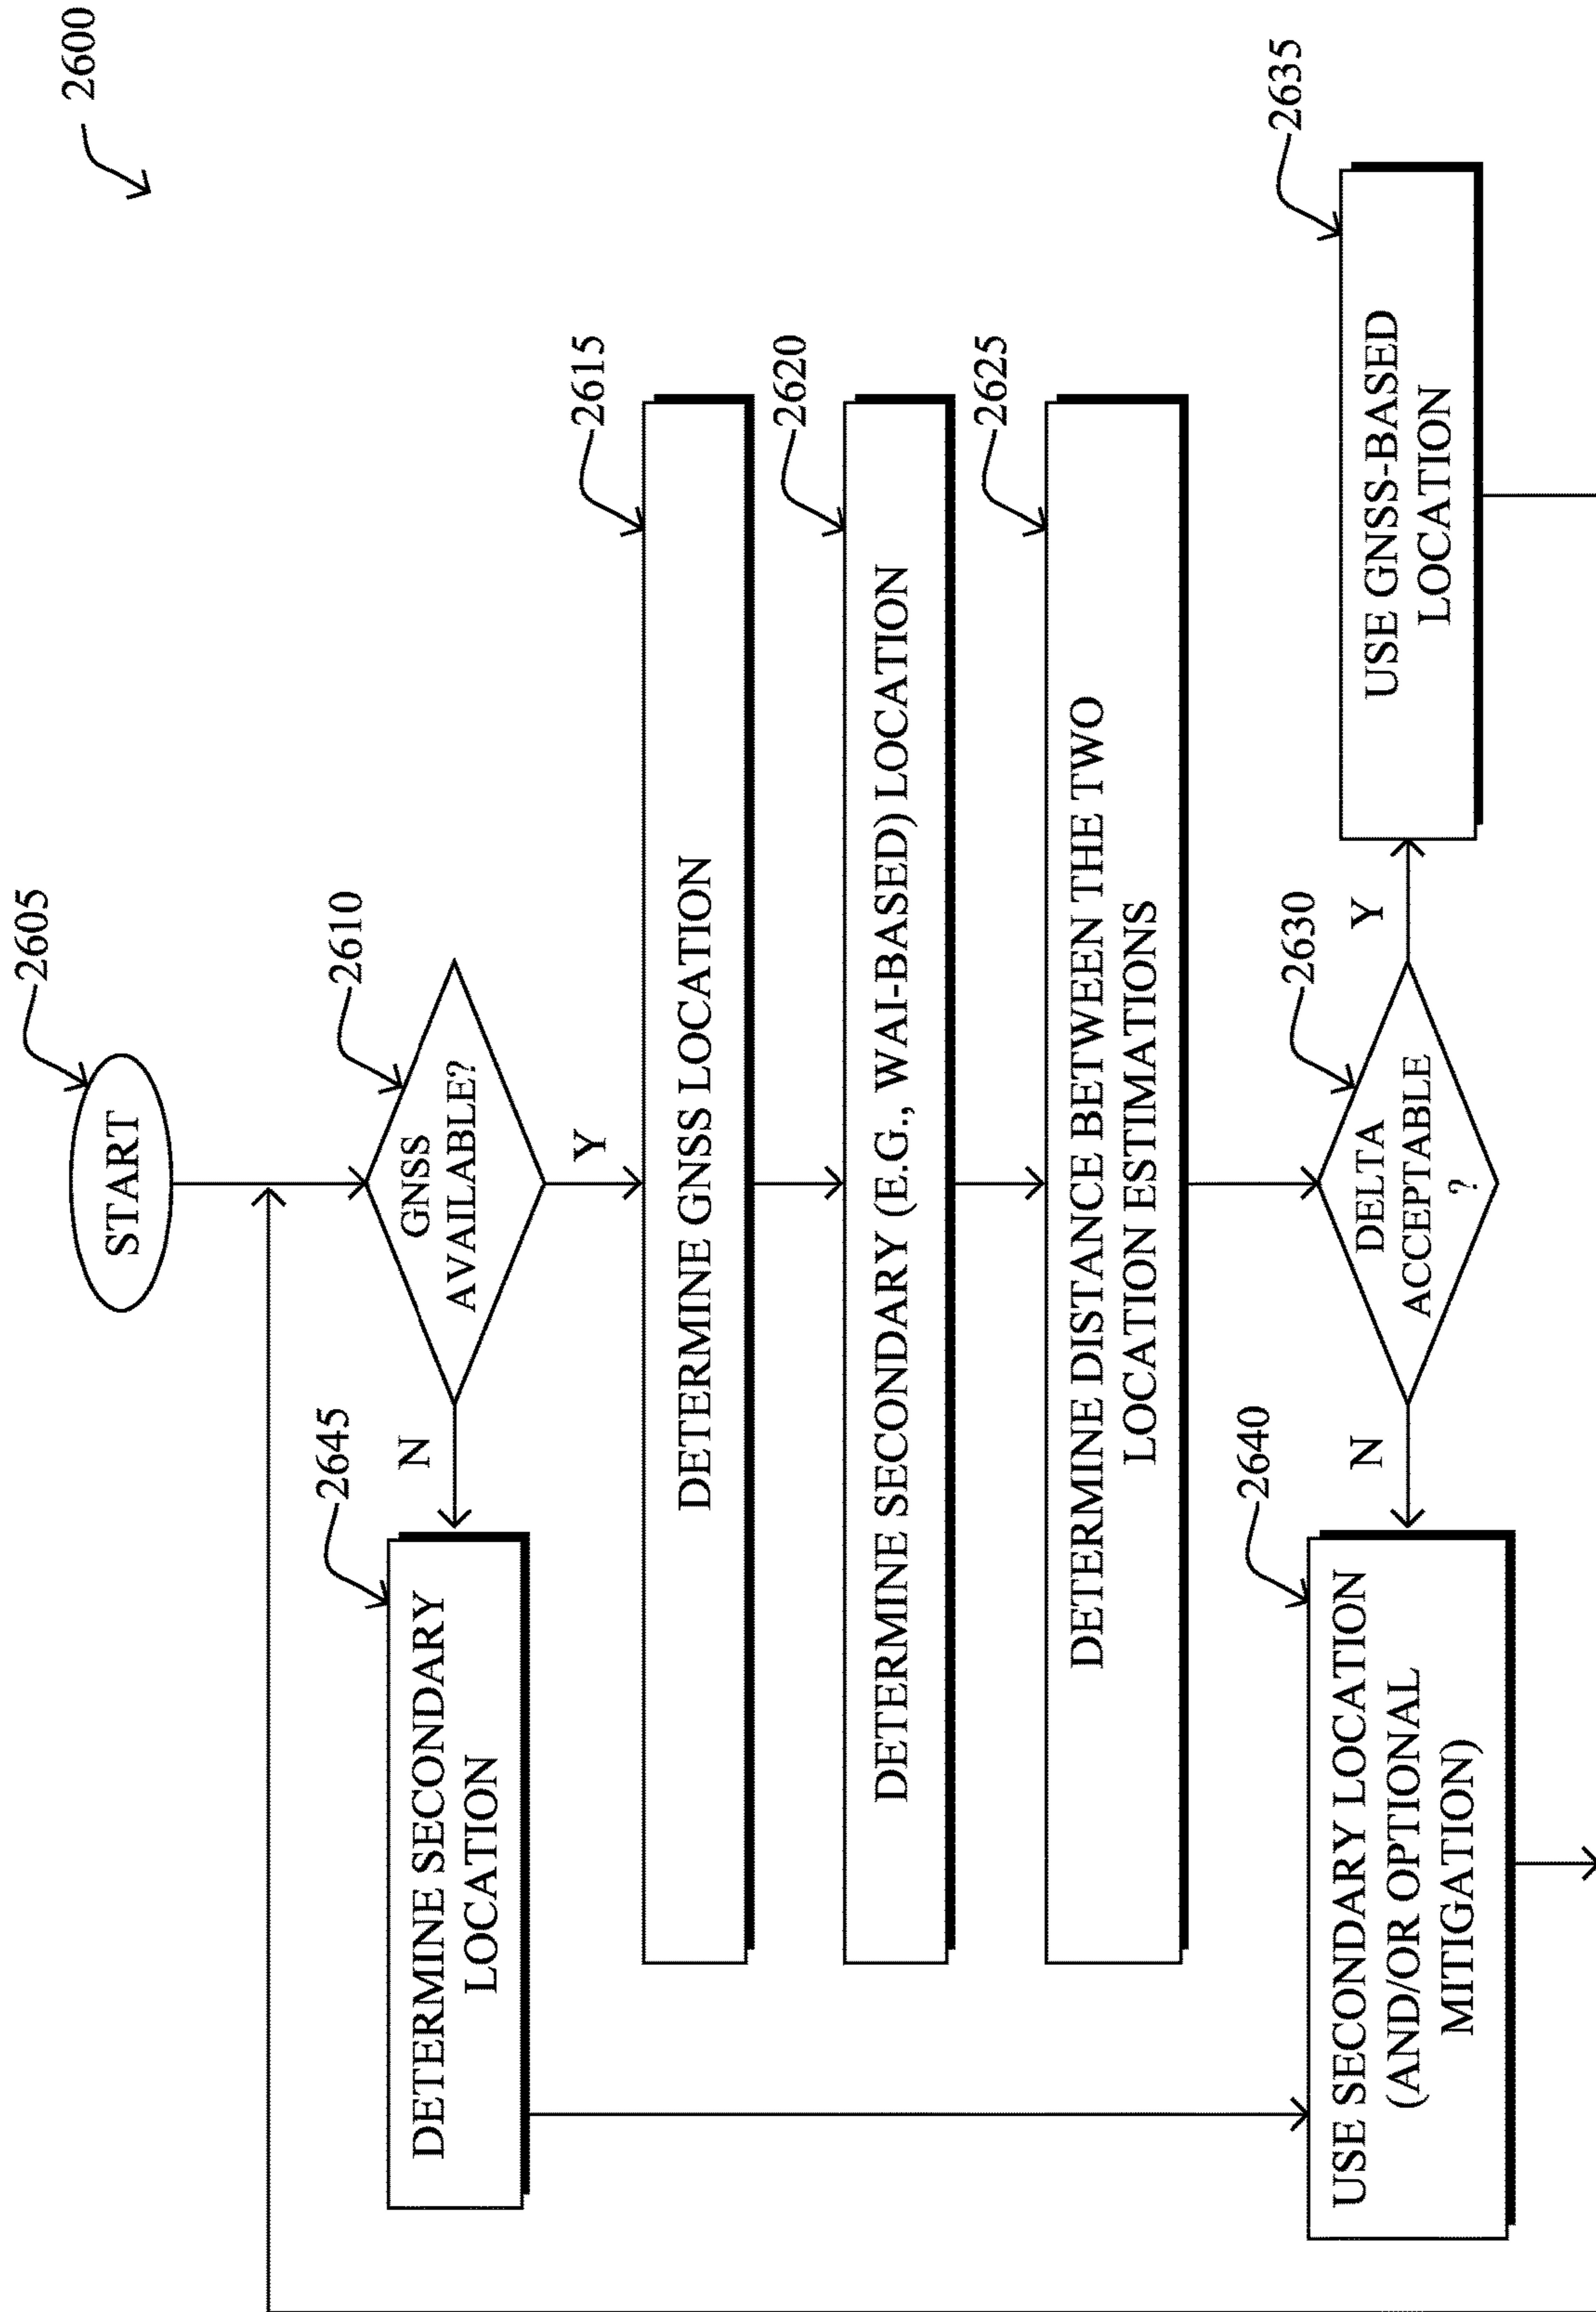 2600
2605
START
2610
GNSS
AVAILABLE?
N
Y
2645
DETERMINE SECONDARY
LOCATION
2615
DETERMINE GNSS LOCATION
2620
DETERMINE SECONDARY (E.G., WAI-BASED) LOCATION
2625
DETERMINE DISTANCE BETWEEN THE TWO
LOCATION ESTIMATIONS
2630
DELTA
ACCEPTABLE
?
N
Y
2640
USE SECONDARY LOCATION
(AND/OR OPTIONAL
MITIGATION)
2635
USE GNSS-BASED
LOCATION